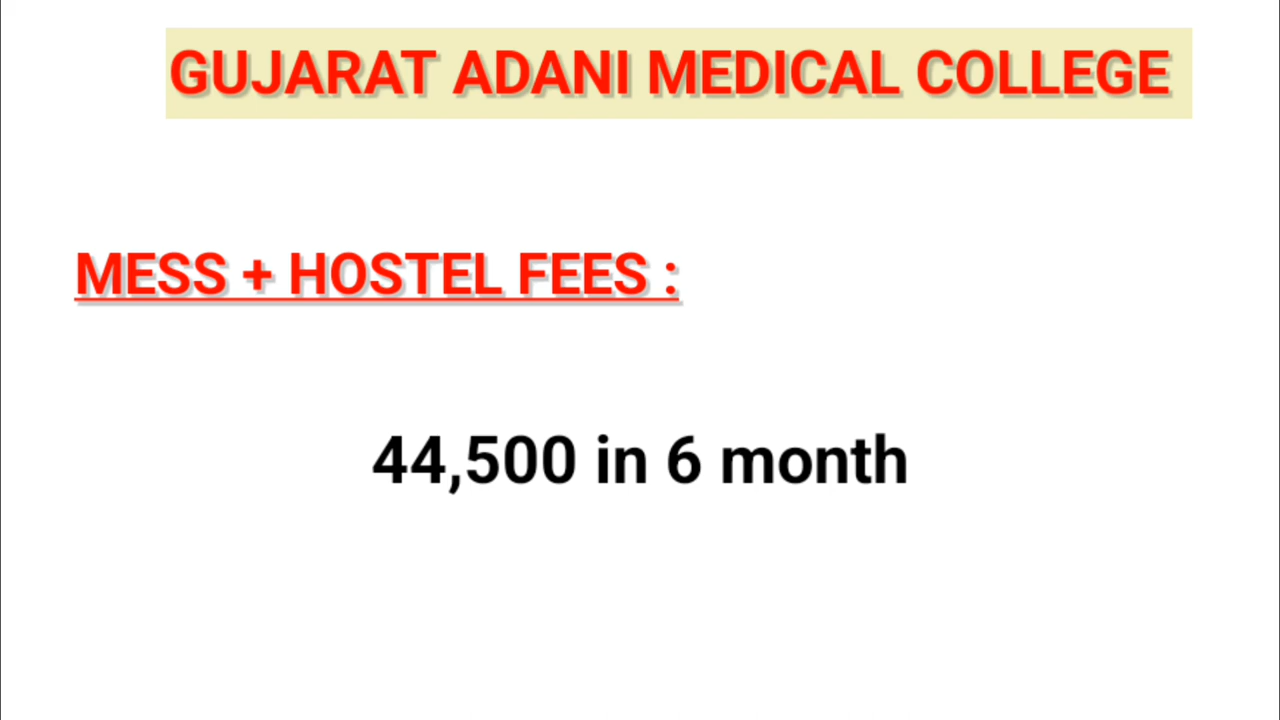 GUJARAT ADANI MEDICAL COLLEGE
MESS + HOSTEL FEES :
44,500 in 6 month